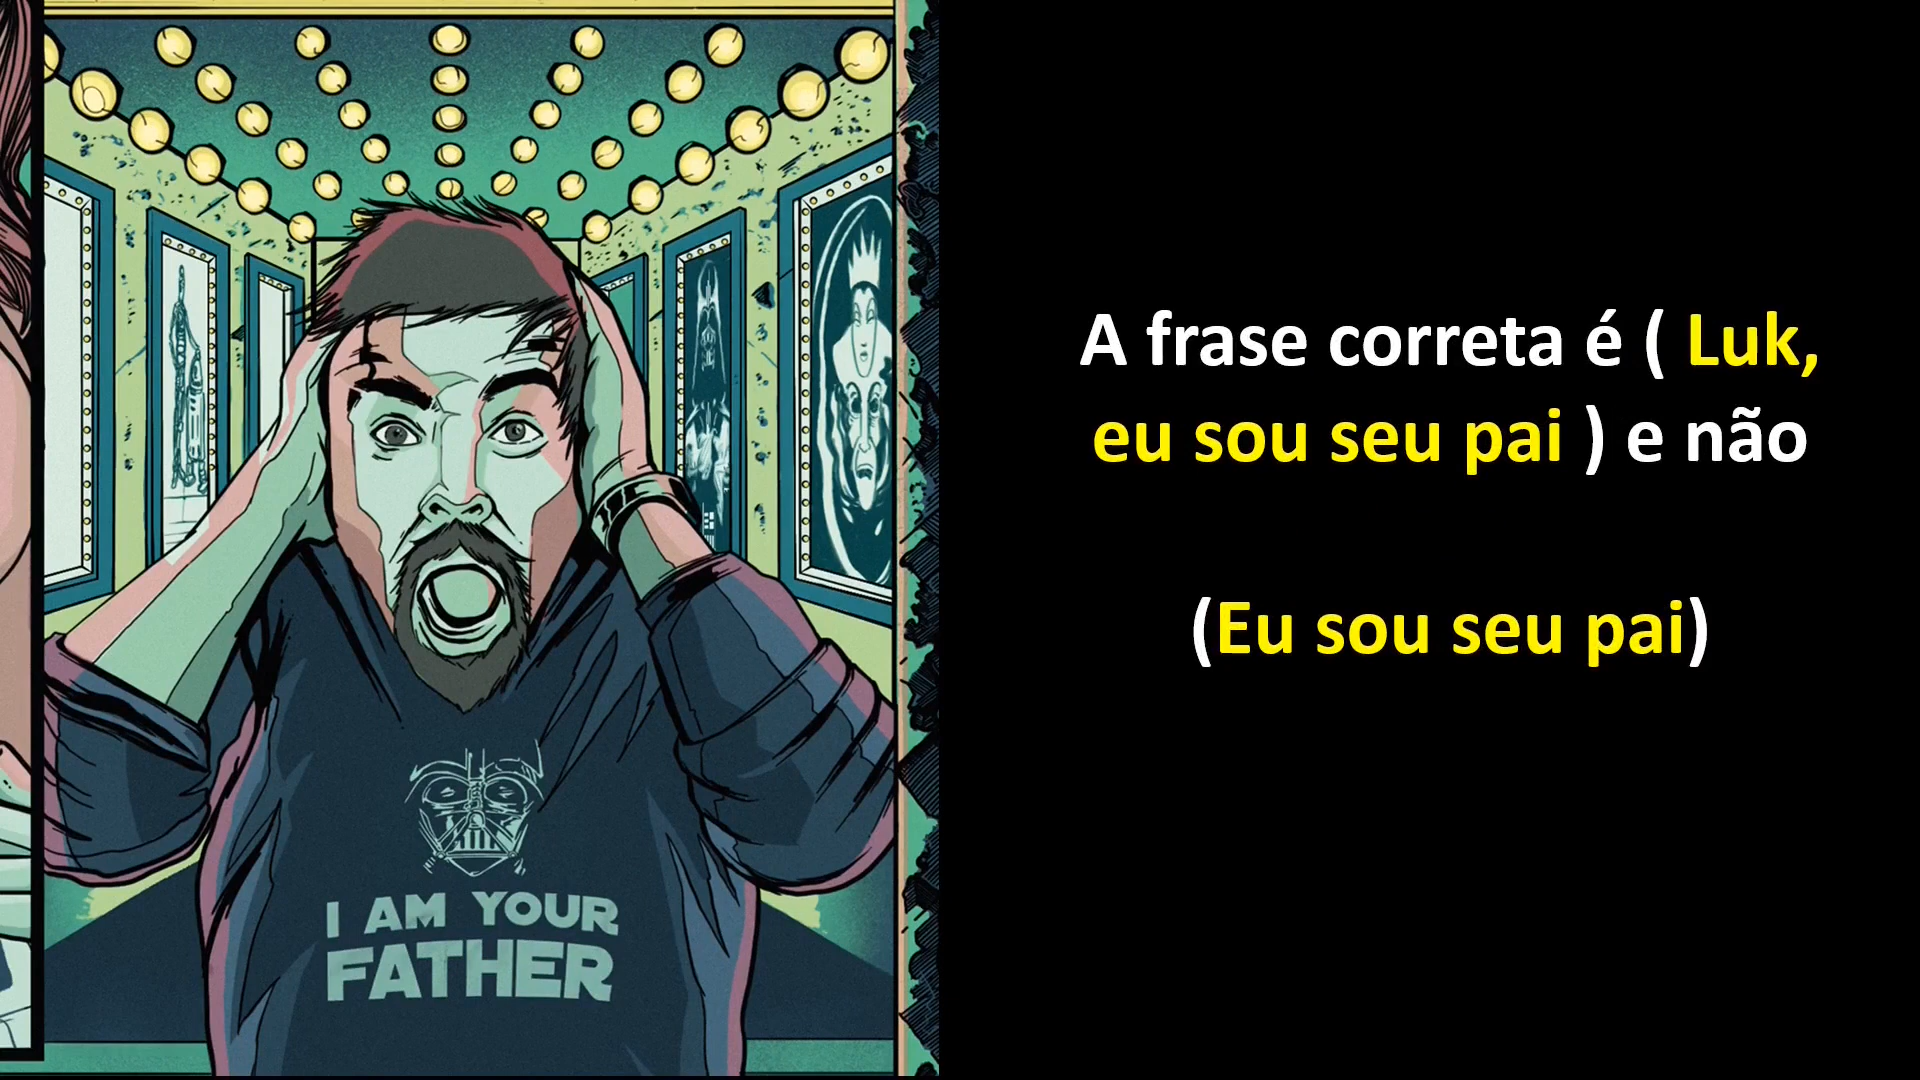 I AM YOUR
FATHER
A frase correta é ( Luk,
eu sou seu pai ) e não
(Eu sou seu pai)